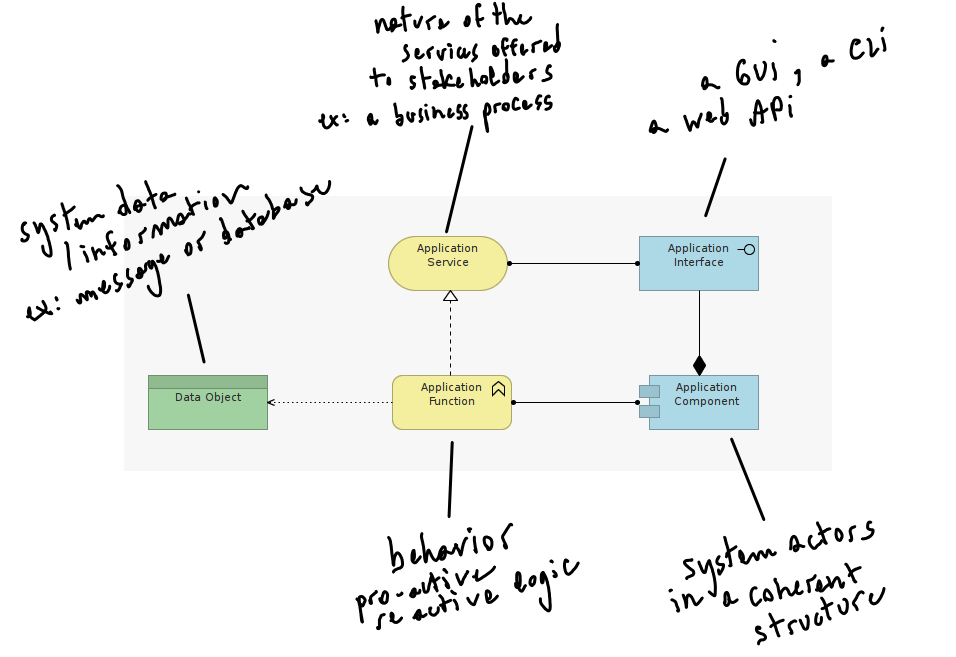 nature of the
services offered
to stakeholders
ex: a business process
a GUi, a CLi
a web APi
system data
/information
ex: message or database
Application
Service
Application
Interface
Data Object
Application
Function
Application
Component
behavior
pro-active
reactive logic
system actors
in a coherent
structure